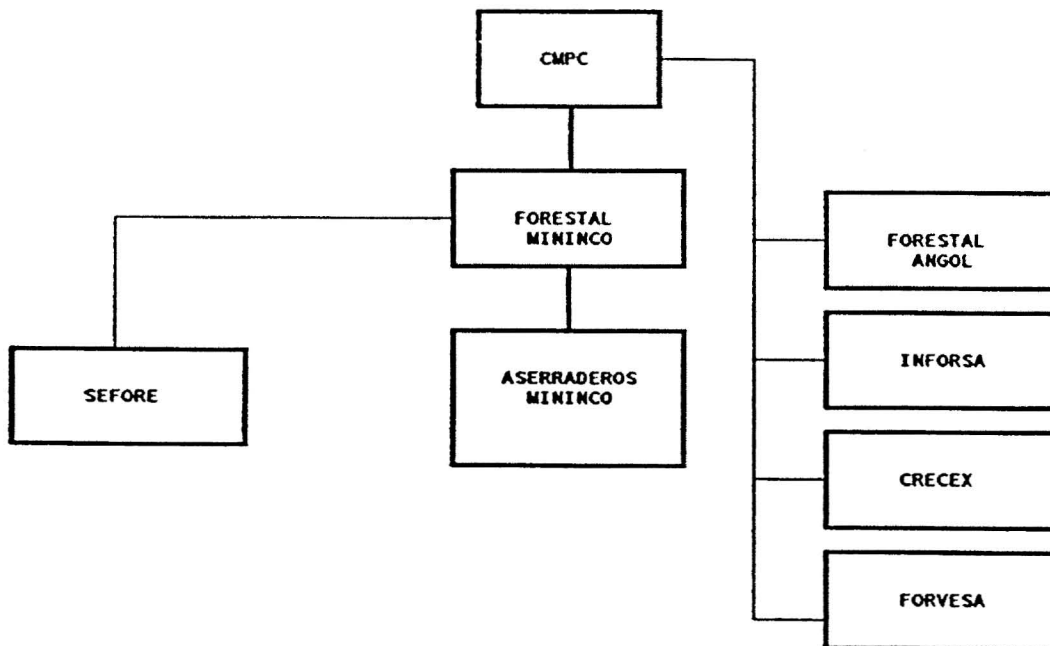 CMPC
FORESTAL
MININCO
FORESTAL
ANGOL
INFORSA
SEFORE
ASERRADEROS
MININCO
CRECEX
FORVESA